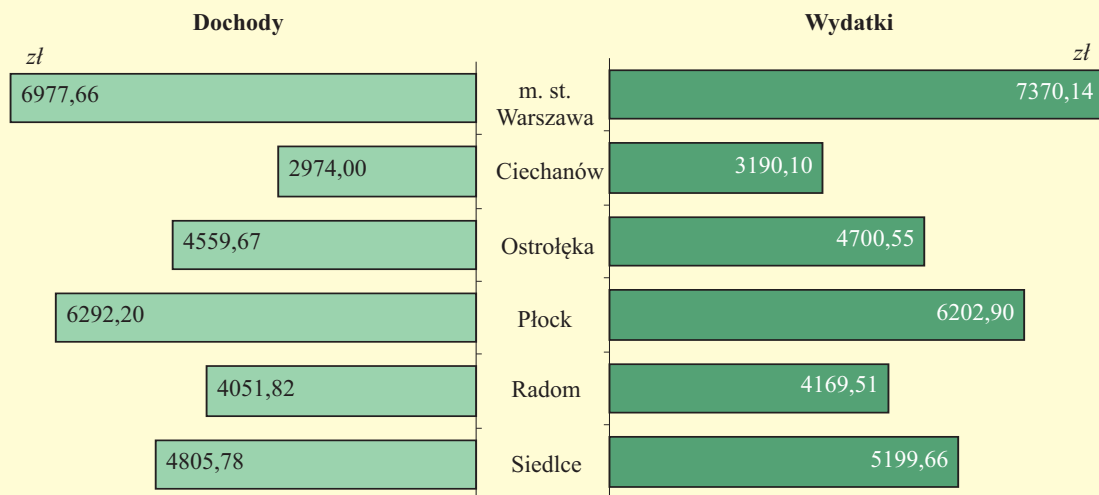 Dochody
Wydatki
zł
zł
6977,66
m. st.
Warszawa
7370,14
2974,00
Ciechanów
3190,10
4559,67
Ostrołęka
4700,55
6292,20
Płock
6202,90
4051,82
Radom
4169,51
4805,78
Siedlce
5199,66